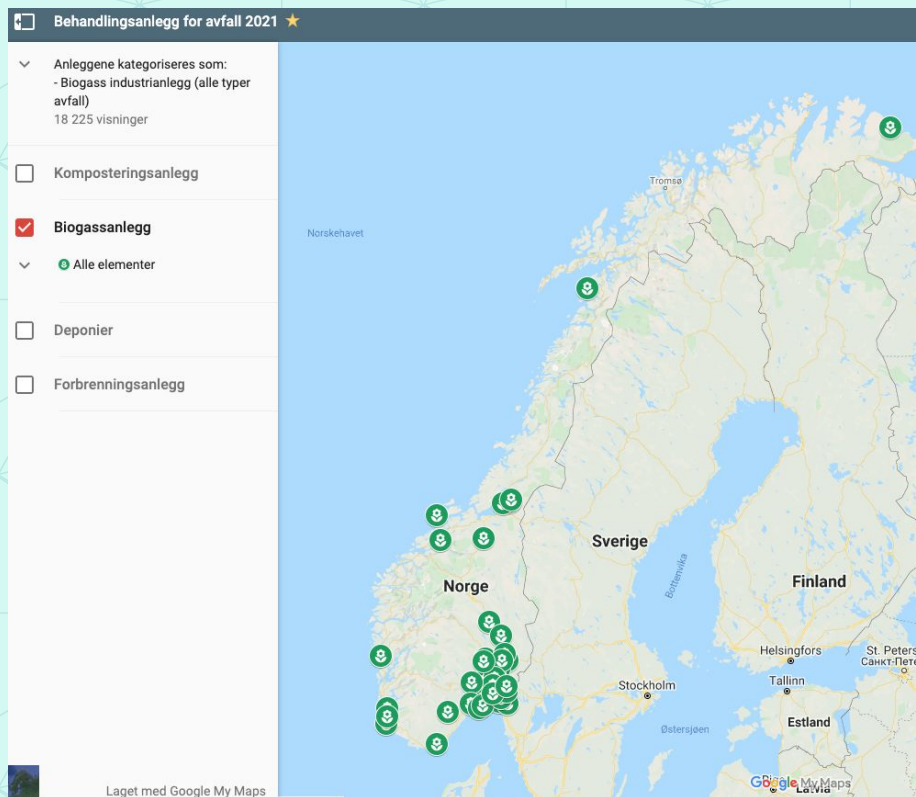 Behandlingsanlegg for avfall 2021
Anleggene kategoriseres som:
- Biogass industrianlegg (alle typer
avfall)
18 225 visninger
Komposteringsanlegg
Biogassanlegg
Alle elementer
Deponier
Forbrenningsanlegg
Laget med Google My Maps
Tromsø
Norskehavet
Sverige
Norge
Bottenvika
Finland
Helsingfors
St. Peters
Санкт-Пете
Tallinn
Stockholm
Estland
Østersjøen
Google My Maps
Latvia